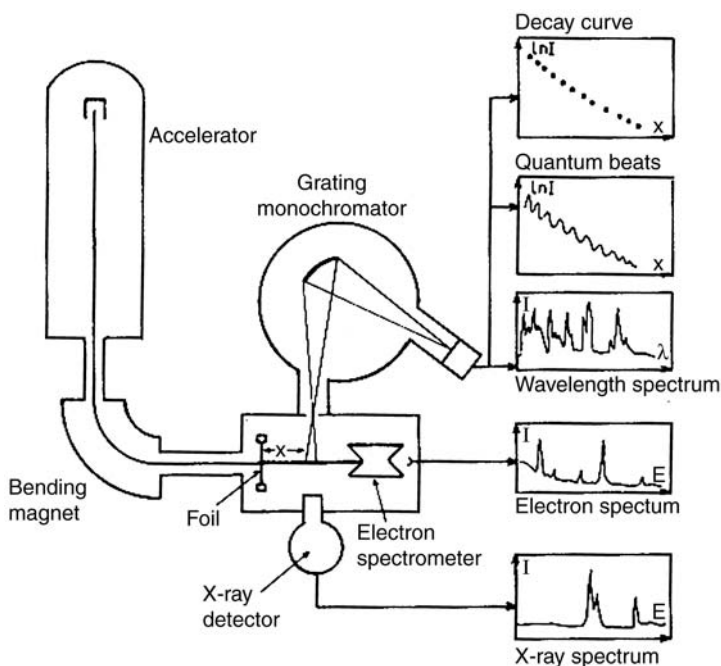 Decay curve
lnI
x
Accelerator
Quantum beats
lnI
x
Grating
monochromator
I
λ
Wavelength spectrum
x
I
E
Electron spectum
Bending
magnet
Foil
Electron
spectrometer
X-ray
detector
I
E
X-ray spectrum